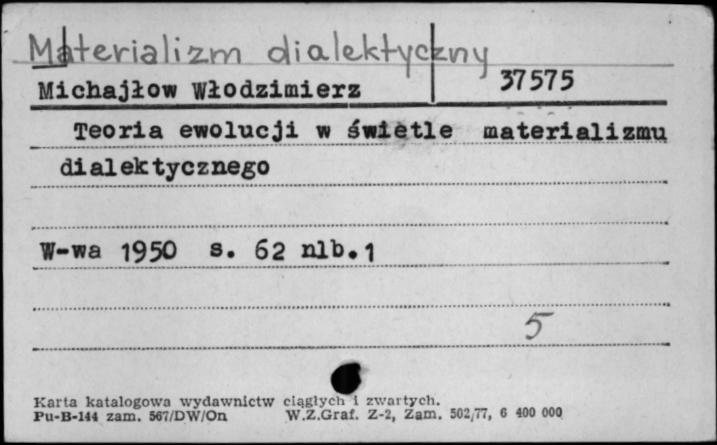 Materializm dialektyczny
Michajłow Włodzimierz 37575
Teoria ewolucji w świetle materializmu
dialektycznego
W-wa 1950 s. 62 nlb. 1
5
Karta katalogowa wydawnictw ciągłych i zwartych.
Pu-B-144 zam. 567/DW/On W.Z.Graf. Z-2, Zam. 502/77, 6 400 000